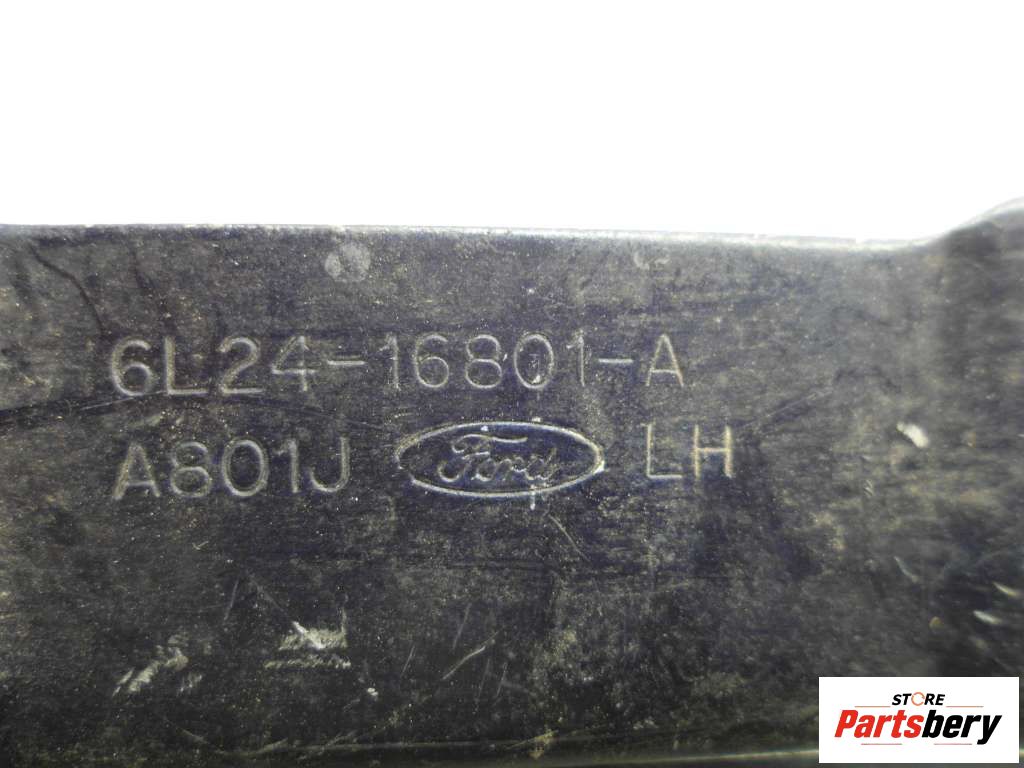 6L24-16801-A
A801J Ford LH
STORE
Partsbery